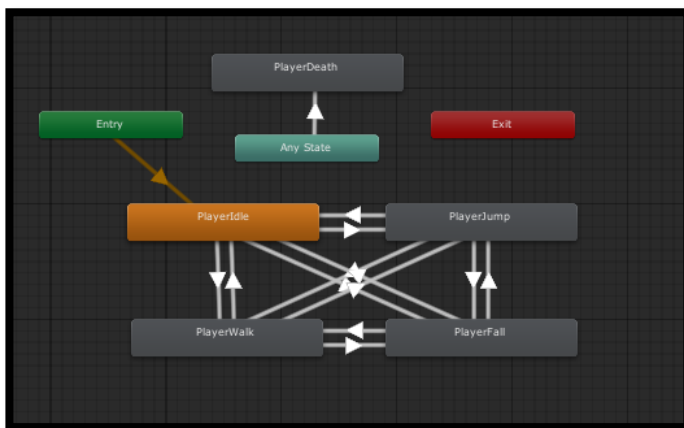 PlayerDeath
Entry
Exit
Any State
PlayerIdle
PlayerJump
PlayerWalk
PlayerFall